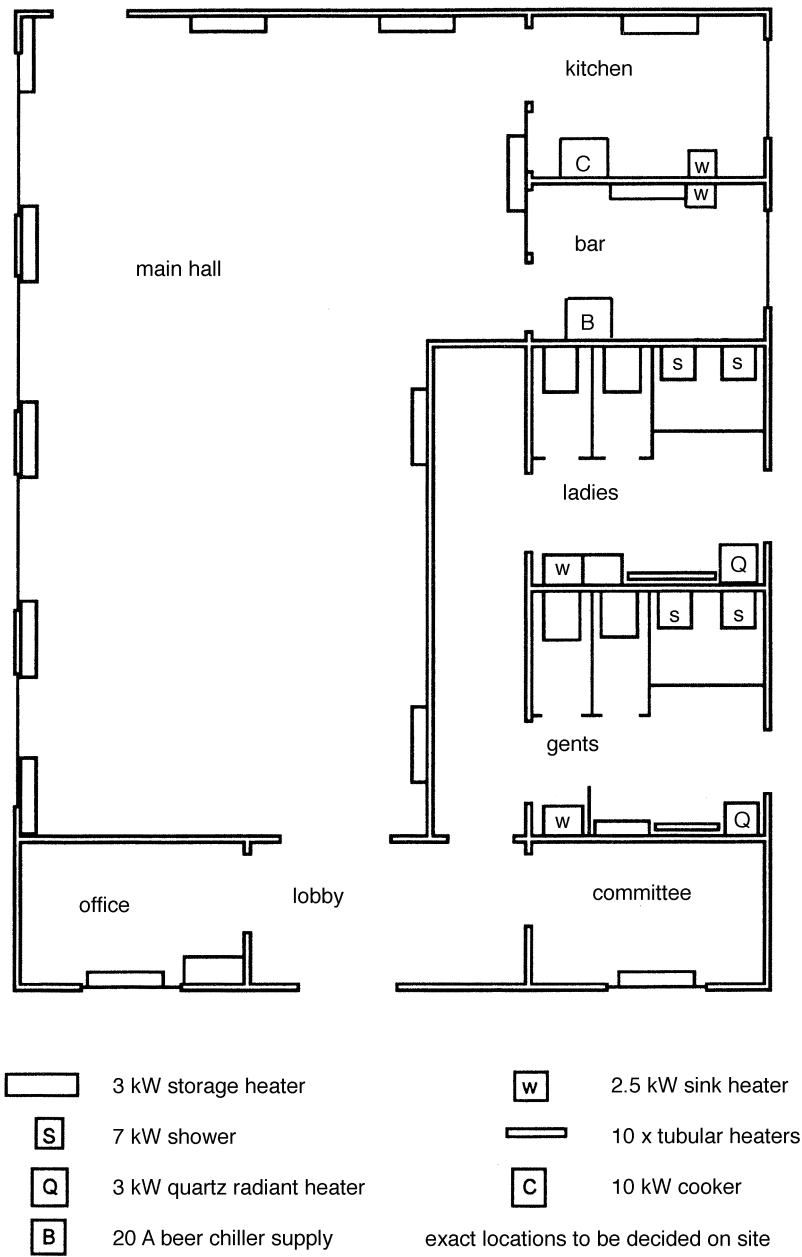 kitchen
C
w
w
main hall
bar
B
s
s
ladies
w
Q
s
s
gents
w
Q
office
lobby
committee
3 kW storage heater
w
2.5 kW sink heater
S
7 kW shower
10 x tubular heaters
Q
3 kW quartz radiant heater
C
10 kW cooker
B
20 A beer chiller supply
exact locations to be decided on site